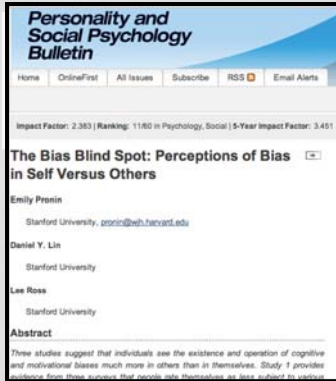 Personality and
Social Psychology
Bulletin
Home OnlineFirst All Issues Subscribe RSS Email Alerts
Impact Factor: 2.383 | Ranking: 11/60 in Psychology, Social | 5-Year Impact Factor: 3.451
The Bias Blind Spot: Perceptions of Bias
in Self Versus Others
Emily Pronin
Stanford University, pronin@wjh.harvard.edu
Daniel Y. Lin
Stanford University
Lee Ross
Stanford University
Abstract
Three studies suggest that individuals see the existence and operation of cognitive
and motivational biases much more in others than in themselves. Study 1 provides
evidence from three surveys that people rate themselves as less subject to various